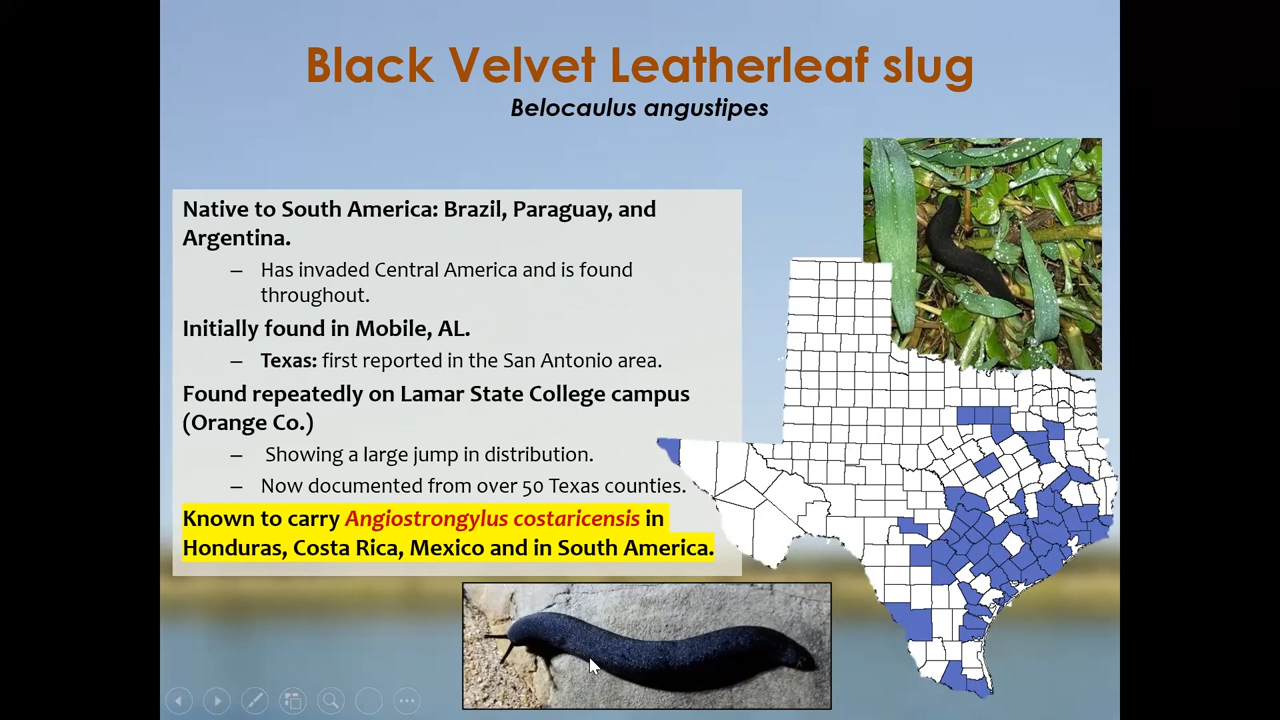 Black Velvet Leatherleaf slug
Belocaulus angustipes
Native to South America: Brazil, Paraguay, and
Argentina.
– Has invaded Central America and is found
throughout.
Initially found in Mobile, AL.
– Texas: first reported in the San Antonio area.
Found repeatedly on Lamar State College campus
(Orange Co.)
– Showing a large jump in distribution.
– Now documented from over 50 Texas counties.
Known to carry Angiostrongylus costaricensis in
Honduras, Costa Rica, Mexico and in South America.